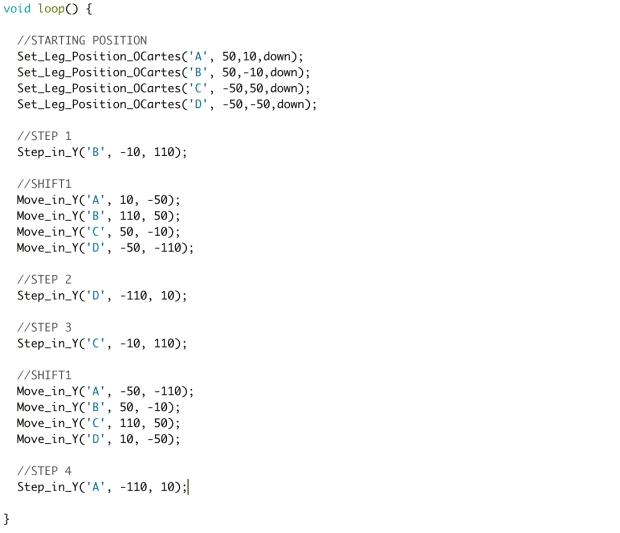 void loop() {
//STARTING POSITION
Set_Leg_Position_OCartes('A', 50,10,down);
Set_Leg_Position_OCartes('B', 50,-10,down);
Set_Leg_Position_OCartes('C', -50,50,down);
Set_Leg_Position_OCartes('D', -50,-50,down);
//STEP 1
Step_in_Y('B', -10, 110);
//SHIFT1
Move_in_Y('A', 10, -50);
Move_in_Y('B', 110, 50);
Move_in_Y('C', 50, -10);
Move_in_Y('D', -50, -110);
//STEP 2
Step_in_Y('D', -110, 10);
//STEP 3
Step_in_Y('C', -10, 110);
//SHIFT1
Move_in_Y('A', -50, -110);
Move_in_Y('B', 50, -10);
Move_in_Y('C', 110, 50);
Move_in_Y('D', 10, -50);
//STEP 4
Step_in_Y('A', -110, 10);
}